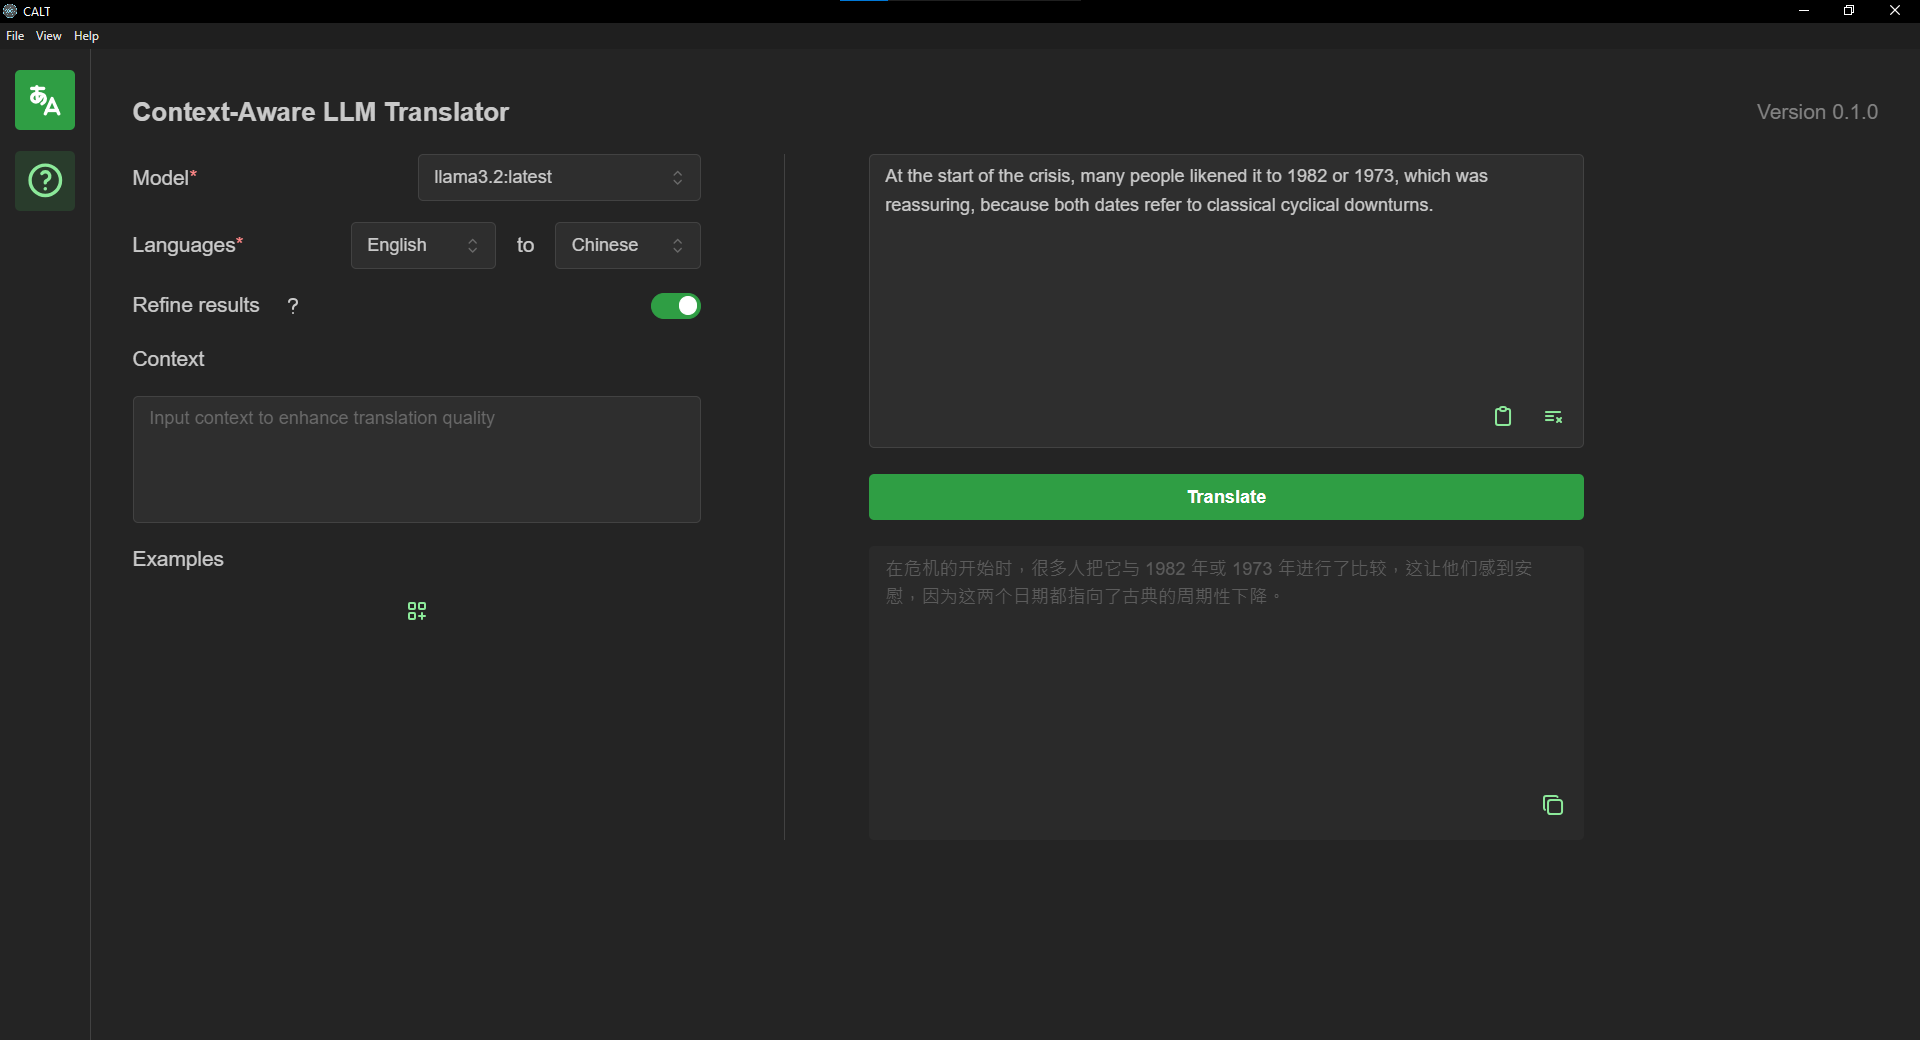 CALT
File View Help
Context-Aware LLM Translator
Version 0.1.0
Model*
llama3.2:latest
Languages*
English
to
Chinese
Refine results ?
Context
Input context to enhance translation quality
Examples
At the start of the crisis, many people likened it to 1982 or 1973, which was
reassuring, because both dates refer to classical cyclical downturns.
Translate
在危机的开始时，很多人把它与 1982 年或 1973 年进行了比较，这让他们感到安
慰，因为这两个日期都指向了古典的周期性下降。